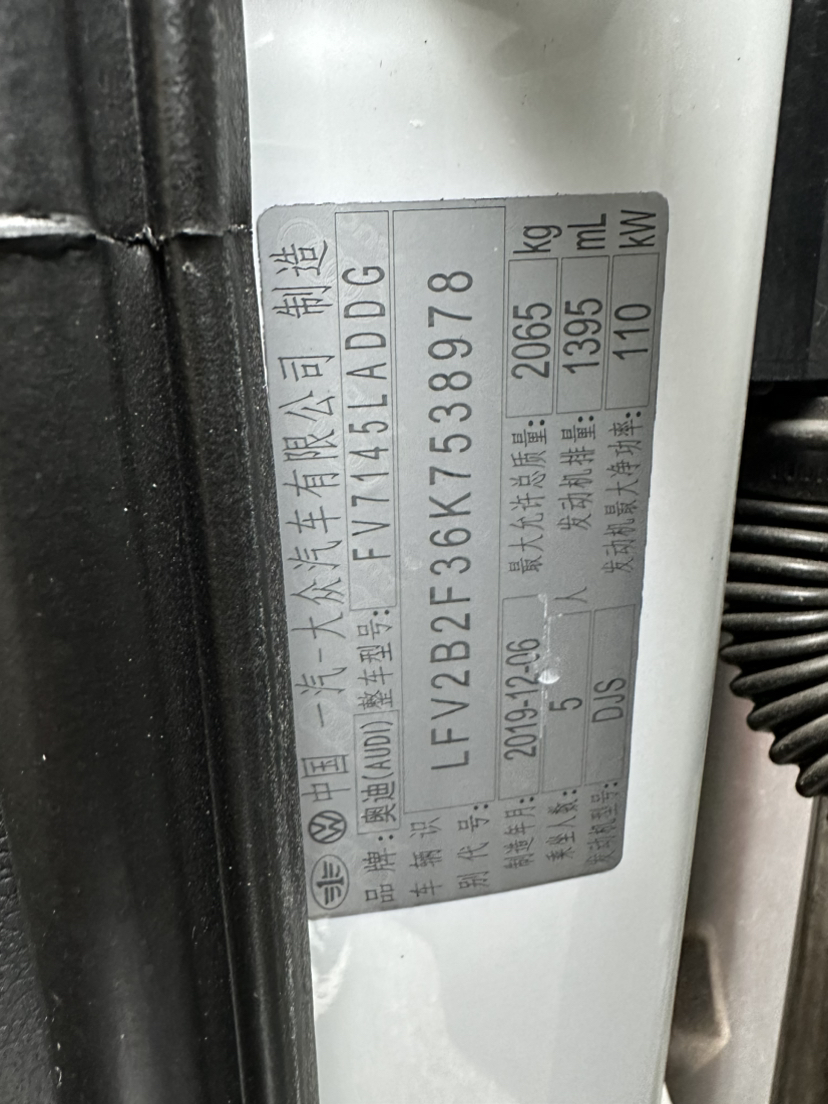 中国 一汽-大众汽车有限公司 制造
品牌: 奥迪(AUDI) 整车型号: FV7145LADDG
车辆识别代号: LFV2B2F36K7538978
制造年月: 2019-12-06 最大允许总质量: 2065 kg
乘坐人数: 5 人 发动机排量: 1395 mL
发动机型号: DJS 发动机最大净功率: 110 kW